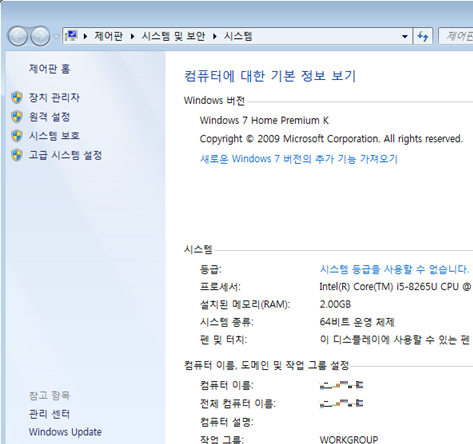 제어판 ▸ 시스템 및 보안 ▸ 시스템
제어판
제어판 홈
장치 관리자
원격 설정
시스템 보호
고급 시스템 설정
컴퓨터에 대한 기본 정보 보기
Windows 버전
Windows 7 Home Premium K
Copyright © 2009 Microsoft Corporation. All rights reserved.
새로운 Windows 7 버전의 추가 기능 가져오기
시스템
등급: 시스템 등급을 사용할 수 없습니다.
프로세서: Intel(R) Core(TM) i5-8265U CPU @
설치된 메모리(RAM): 2.00GB
시스템 종류: 64비트 운영 체제
펜 및 터치: 이 디스플레이에 사용할 수 있는 펜
컴퓨터 이름, 도메인 및 작업 그룹 설정
컴퓨터 이름:
전체 컴퓨터 이름:
컴퓨터 설명:
작업 그룹: WORKGROUP
참고 항목
관리 센터
Windows Update